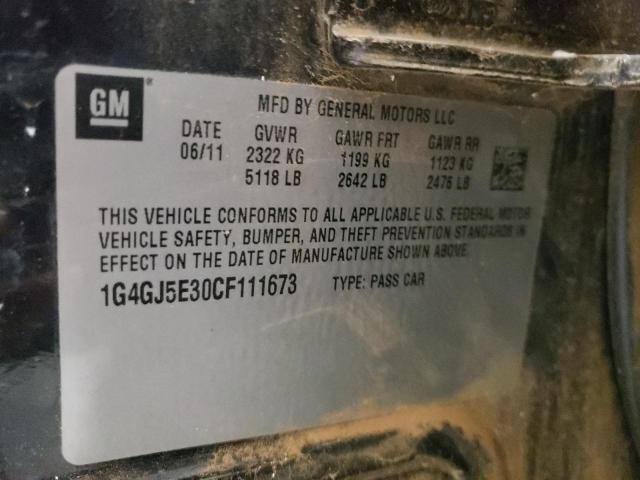 GM
MFD BY GENERAL MOTORS LLC
DATE GVWR GAWR FRT GAWR RR
06/11 2322 KG 1199 KG 1123 KG
5118 LB 2642 LB 2476 LB
THIS VEHICLE CONFORMS TO ALL APPLICABLE U.S. FEDERAL MOTOR
VEHICLE SAFETY, BUMPER, AND THEFT PREVENTION STANDARDS IN
EFFECT ON THE DATE OF MANUFACTURE SHOWN ABOVE.
1G4GJ5E30CF111673 TYPE: PASS CAR